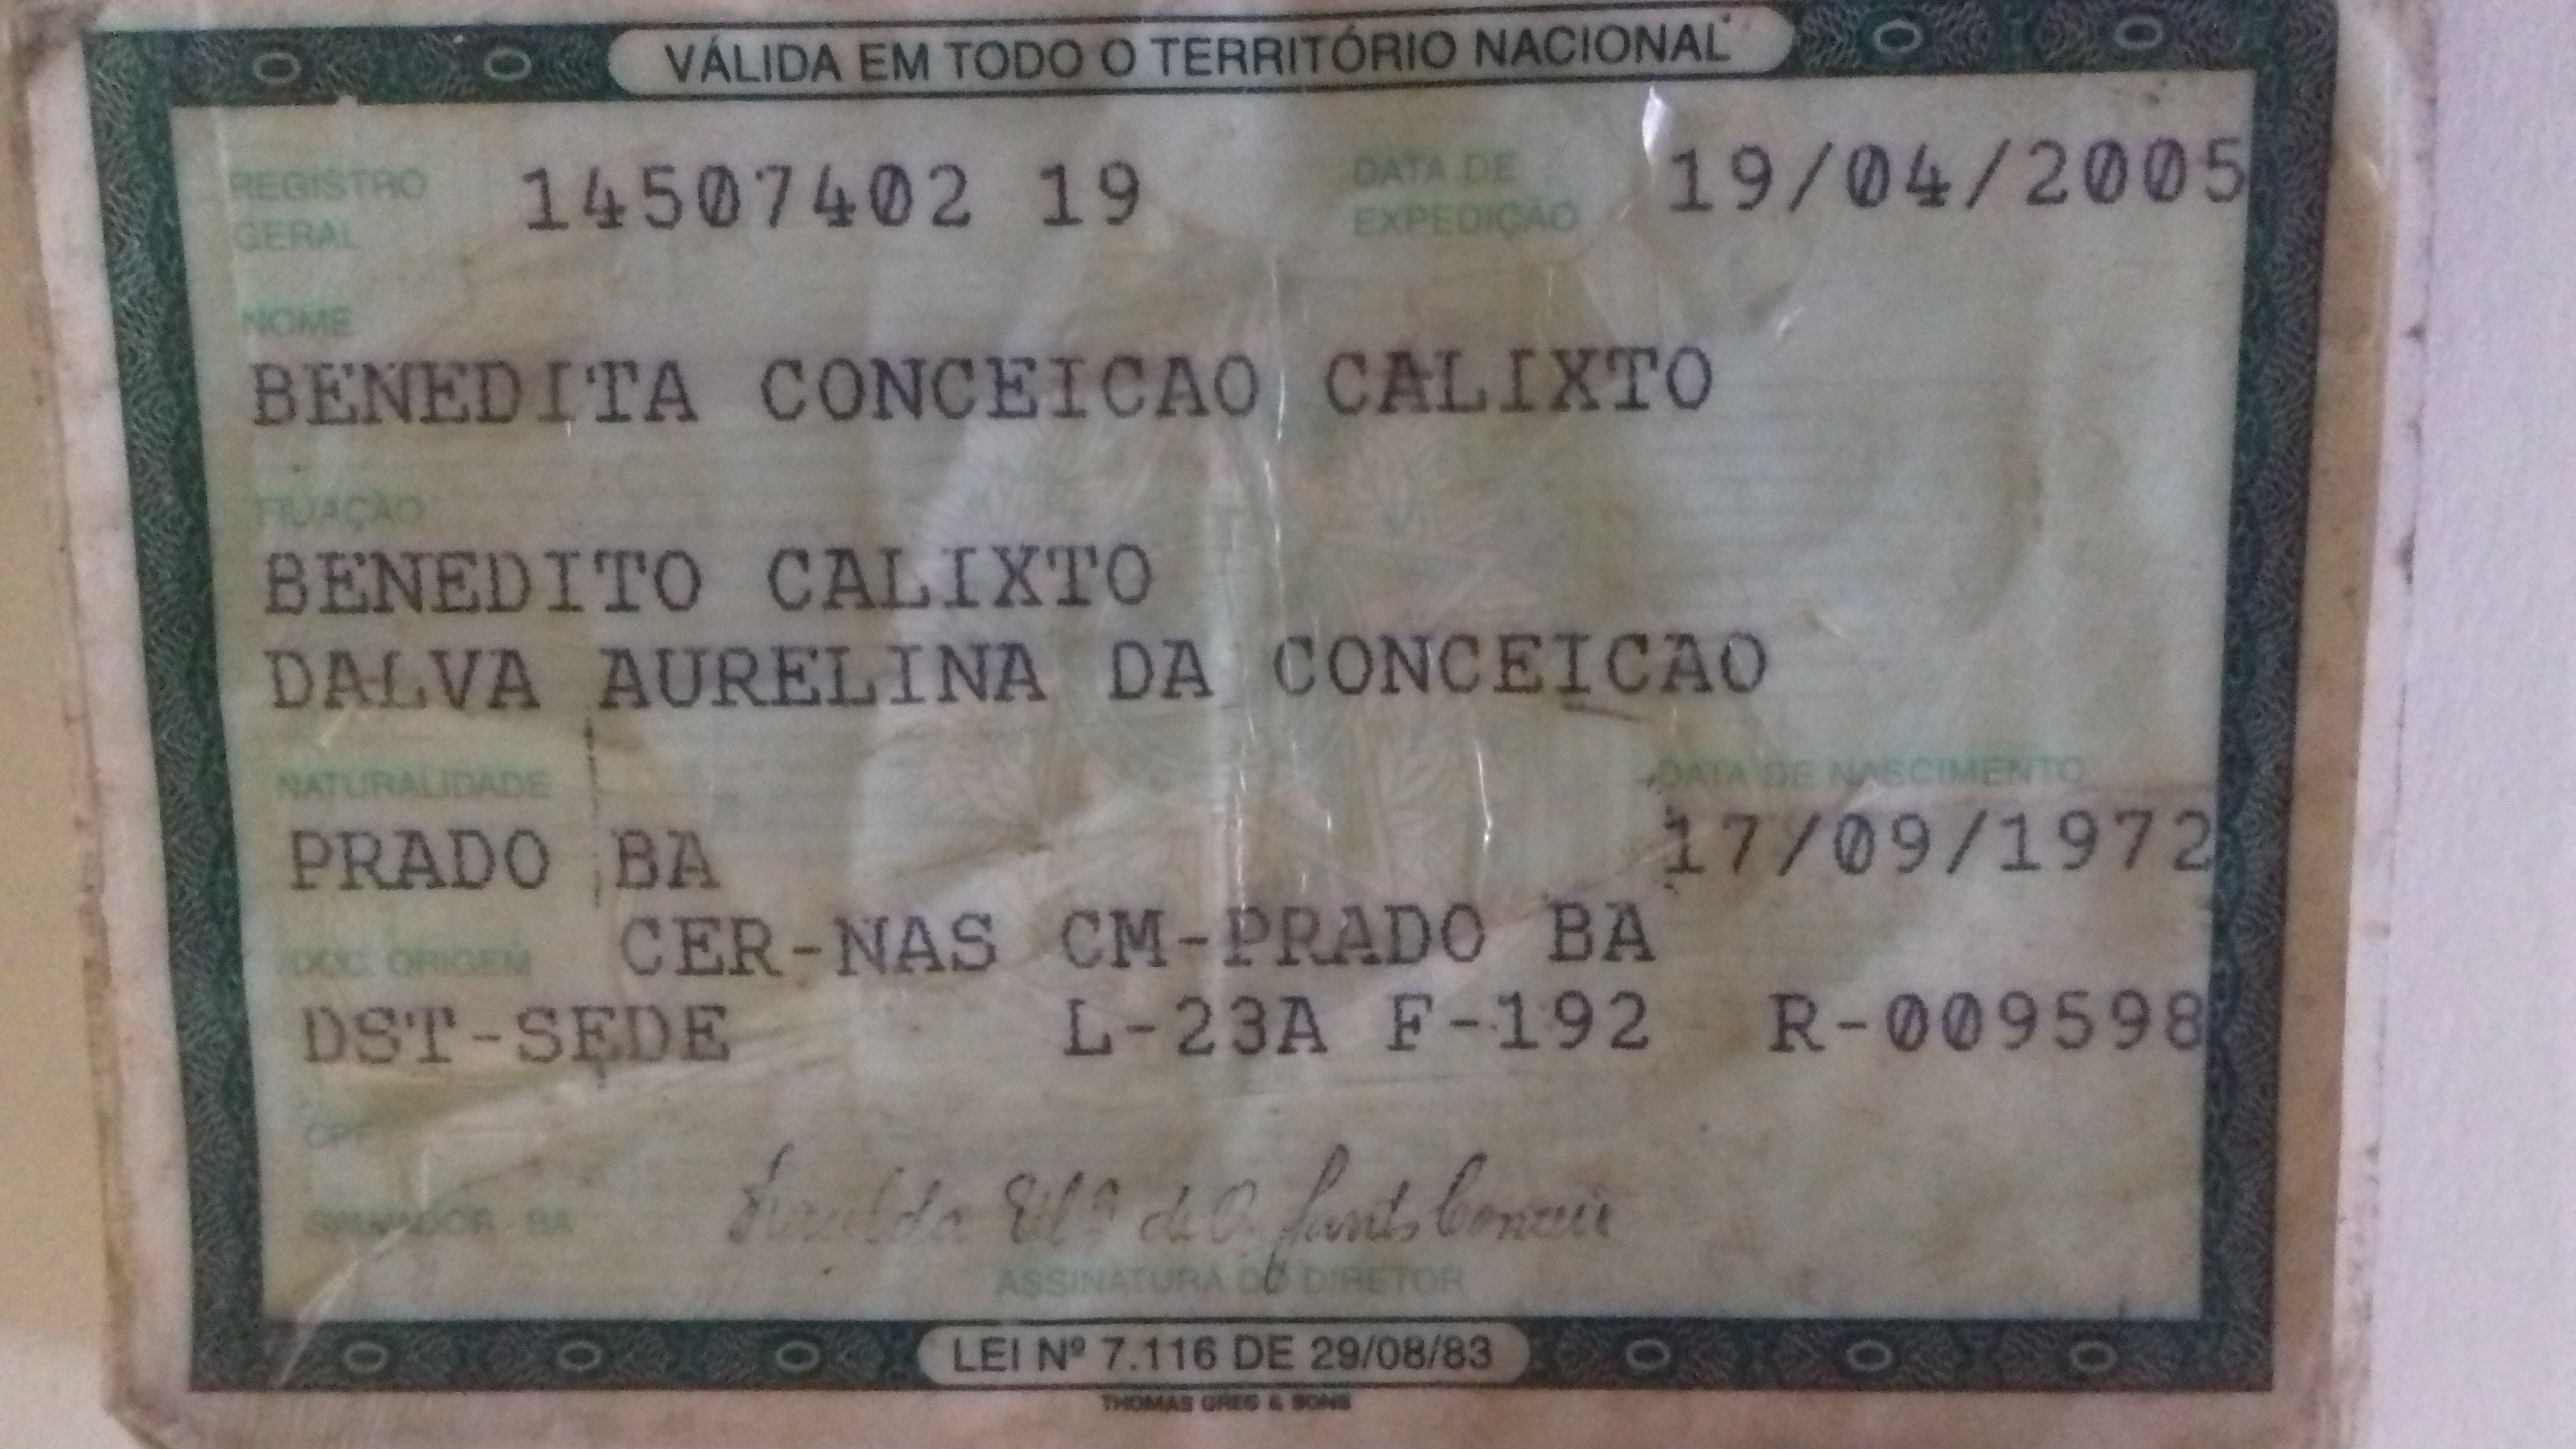 VÁLIDA EM TODO O TERRITÓRIO NACIONAL
REGISTRO GERAL 14507402 19 DATA DE EXPEDIÇÃO 19/04/2005
NOME
BENEDITA CONCEICAO CALIXTO
FILIAÇÃO
BENEDITO CALIXTO
DALVA AURELINA DA CONCEICAO
NATURALIDADE DATA DE NASCIMENTO
PRADO BA 17/09/1972
DOC. ORIGEM CER-NAS CM-PRADO BA
DST-SEDE L-23A F-192 R-009598
CPF
SALVADOR - BA
ASSINATURA DO DIRETOR
LEI Nº 7.116 DE 29/08/83
THOMAS GREG & SONS